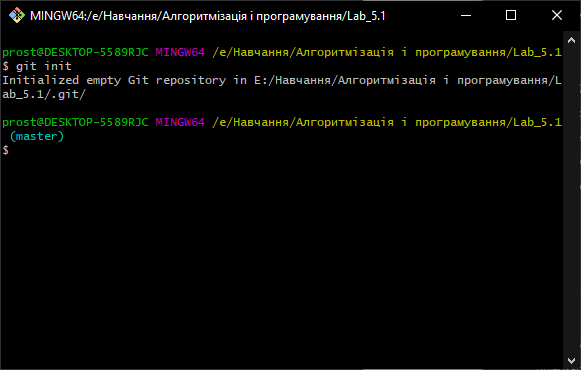 MINGW64:/e/Навчання/Алгоритмізація і програмування/Lab_5.1
prost@DESKTOP-5589RJC MINGW64 /e/Навчання/Алгоритмізація і програмування/Lab_5.1
$ git init
Initialized empty Git repository in E:/Навчання/Алгоритмізація і програмування/L
ab_5.1/.git/
prost@DESKTOP-5589RJC MINGW64 /e/Навчання/Алгоритмізація і програмування/Lab_5.1
(master)
$